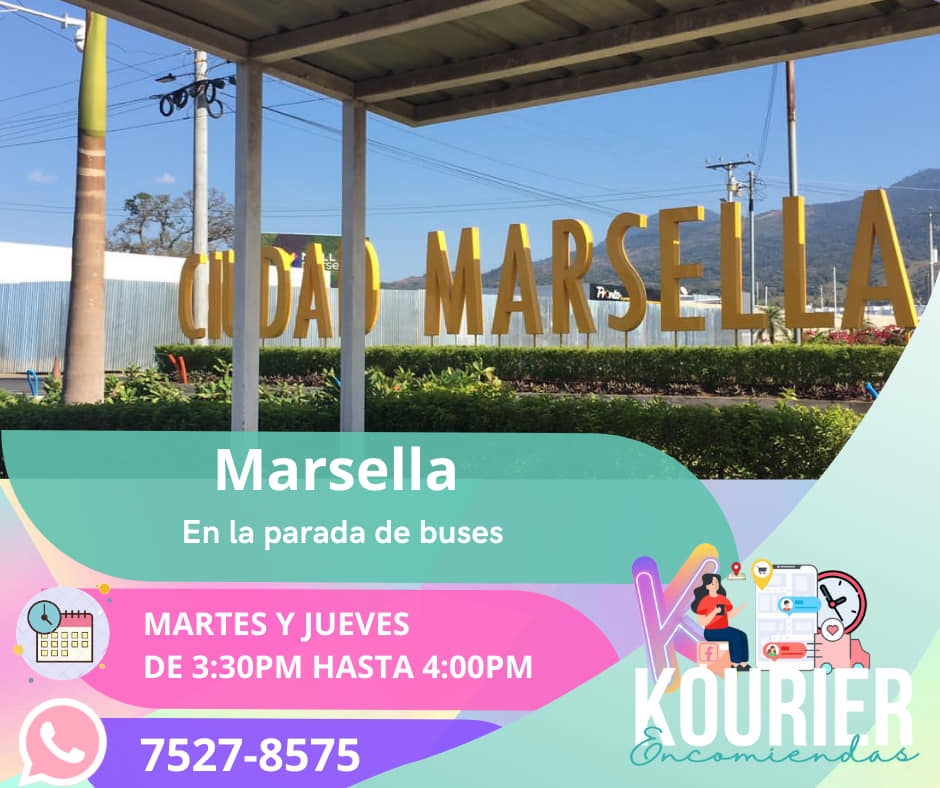 CIUDAD MARSELLA
Marsella
En la parada de buses
MARTES Y JUEVES
DE 3:30PM HASTA 4:00PM
7527-8575
KOURIER
Encomiendas